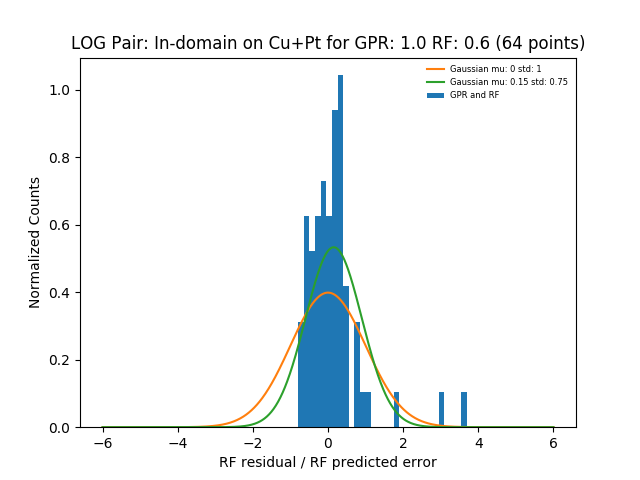 LOG Pair: In-domain on Cu+Pt for GPR: 1.0 RF: 0.6 (64 points)
Gaussian mu: 0 std: 1
Gaussian mu: 0.15 std: 0.75
GPR and RF
Normalized Counts
1.0
0.8
0.6
0.4
0.2
0.0
−6 −4 −2 0 2 4 6
RF residual / RF predicted error